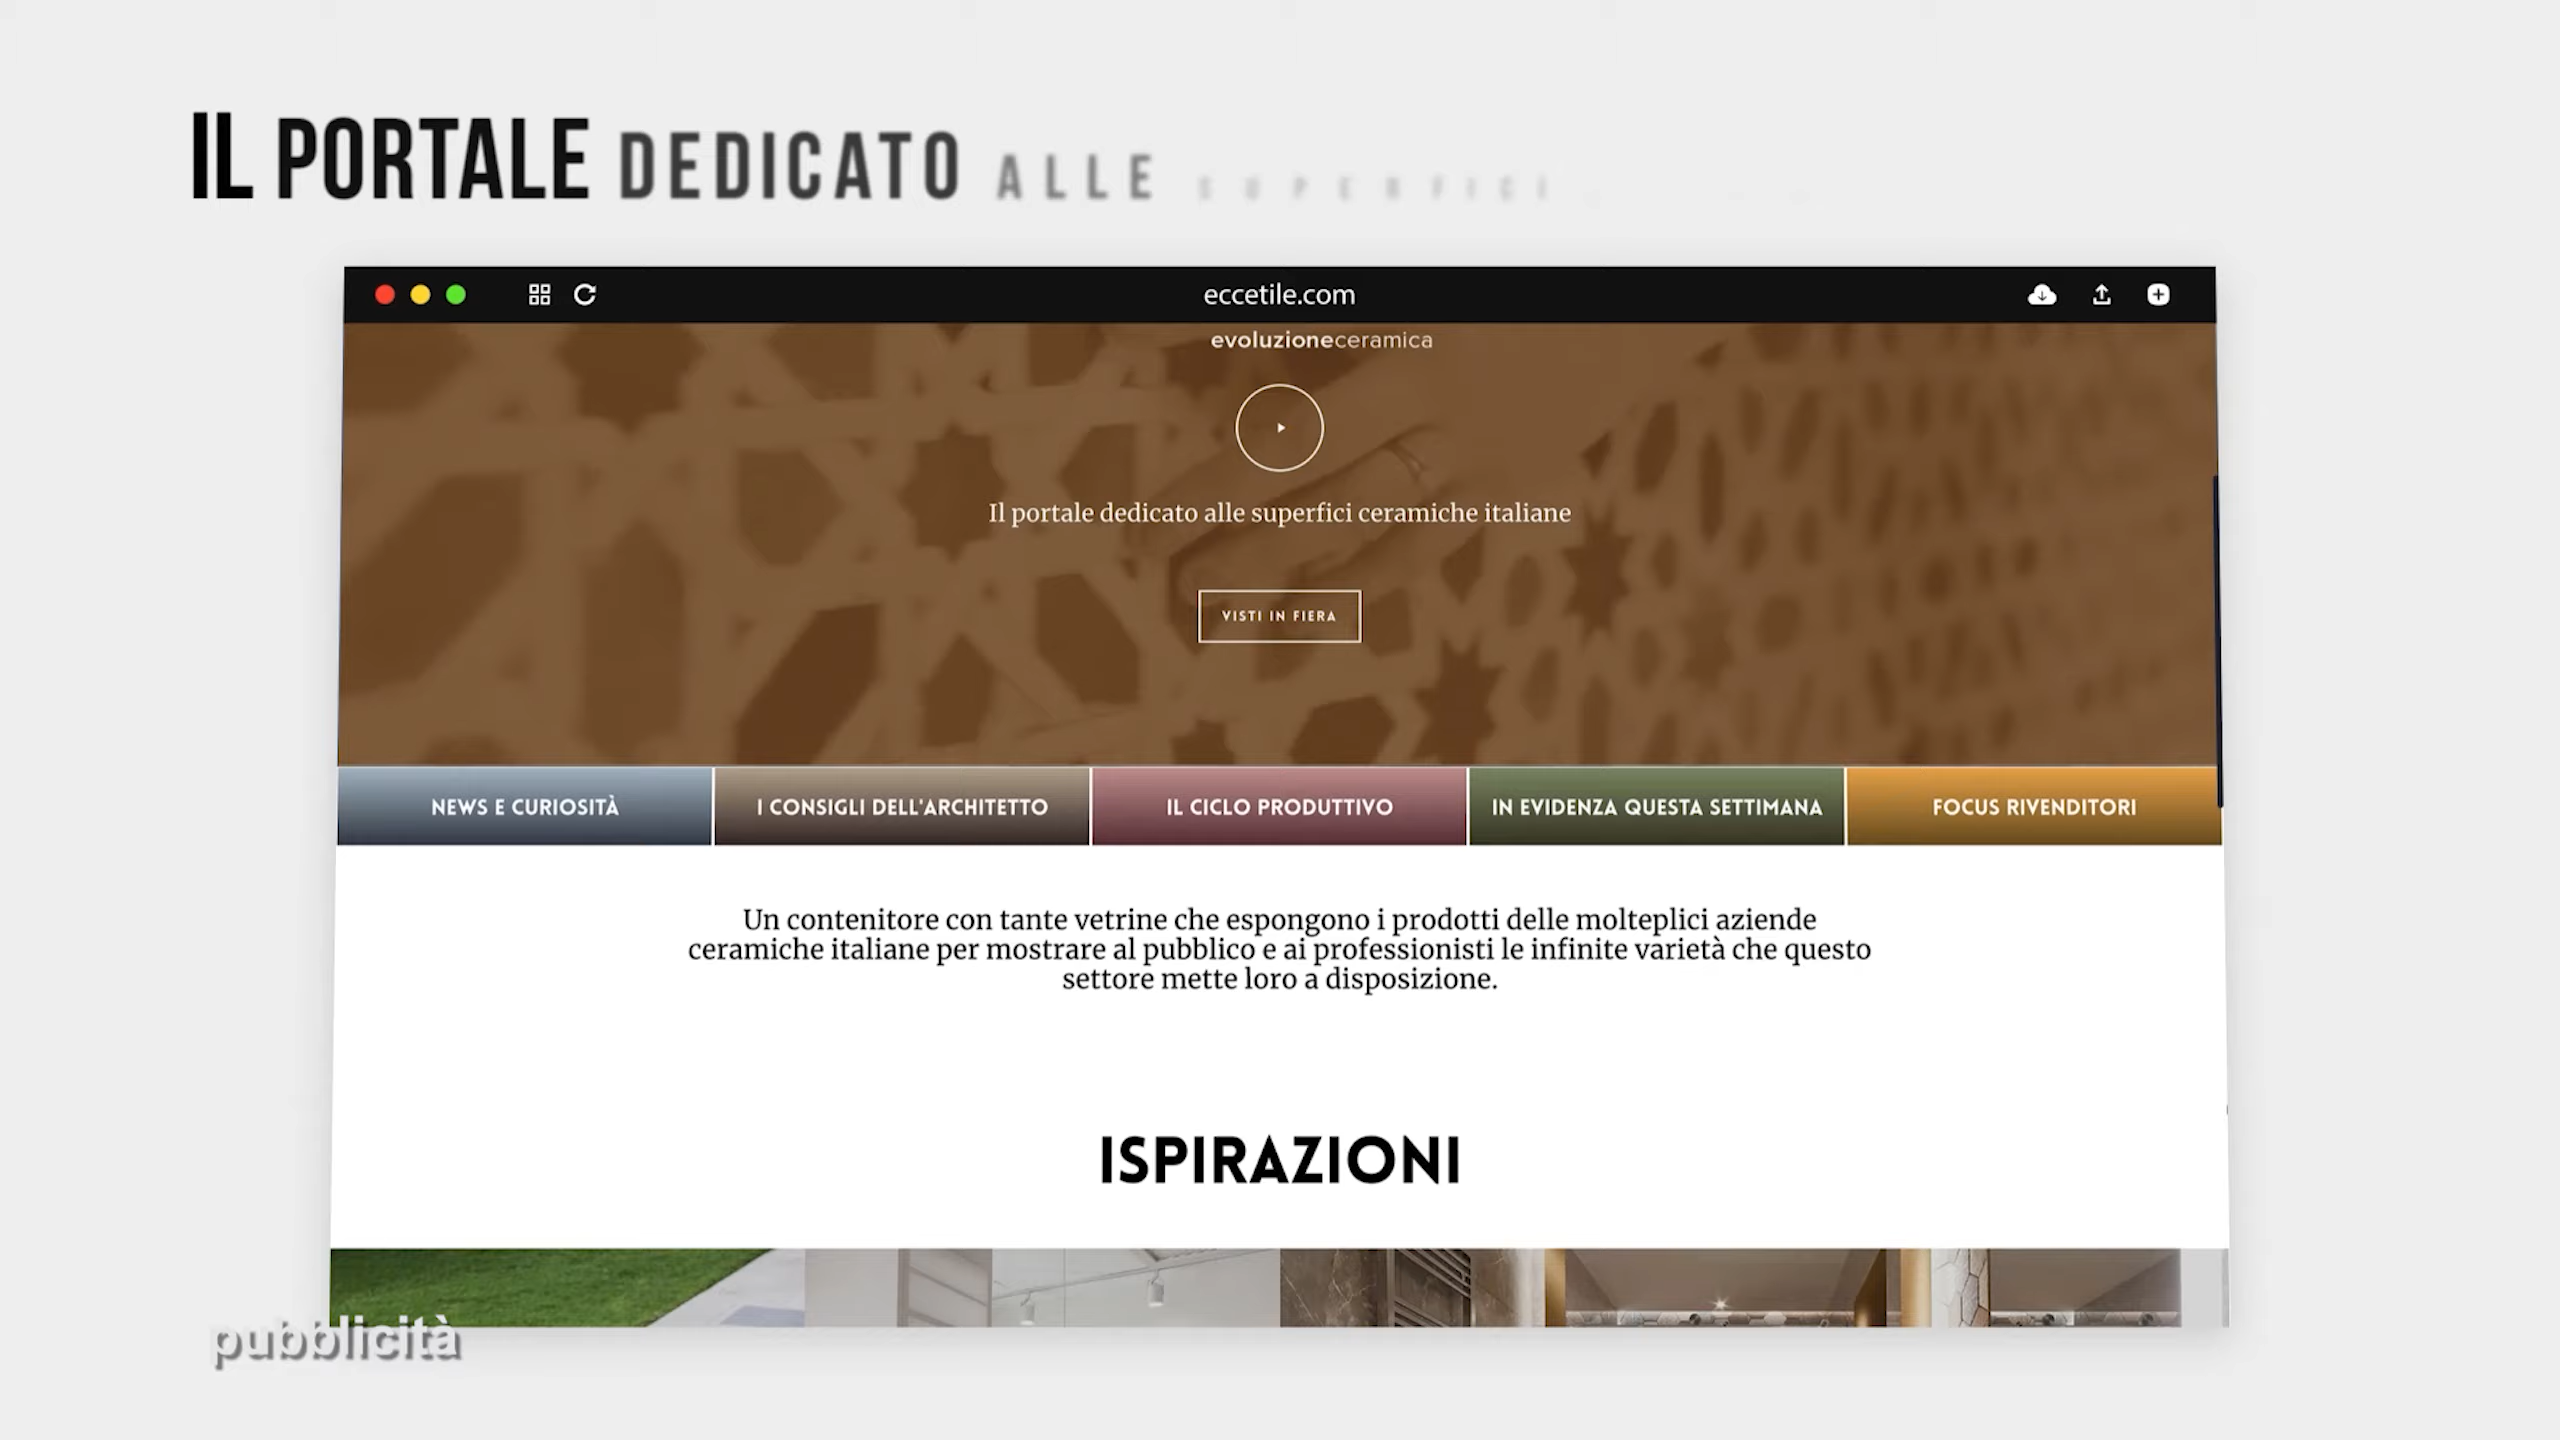 IL PORTALE DEDICATO ALLE SUPERFICI
eccetile.com
evoluzioneceramica
Il portale dedicato alle superfici ceramiche italiane
VISTI IN FIERA
NEWS E CURIOSITÀ
I CONSIGLI DELL'ARCHITETTO
IL CICLO PRODUTTIVO
IN EVIDENZA QUESTA SETTIMANA
FOCUS RIVENDITORI
Un contenitore con tante vetrine che espongono i prodotti delle molteplici aziende
ceramiche italiane per mostrare al pubblico e ai professionisti le infinite varietà che questo
settore mette loro a disposizione.
ISPIRAZIONI
pubblicità